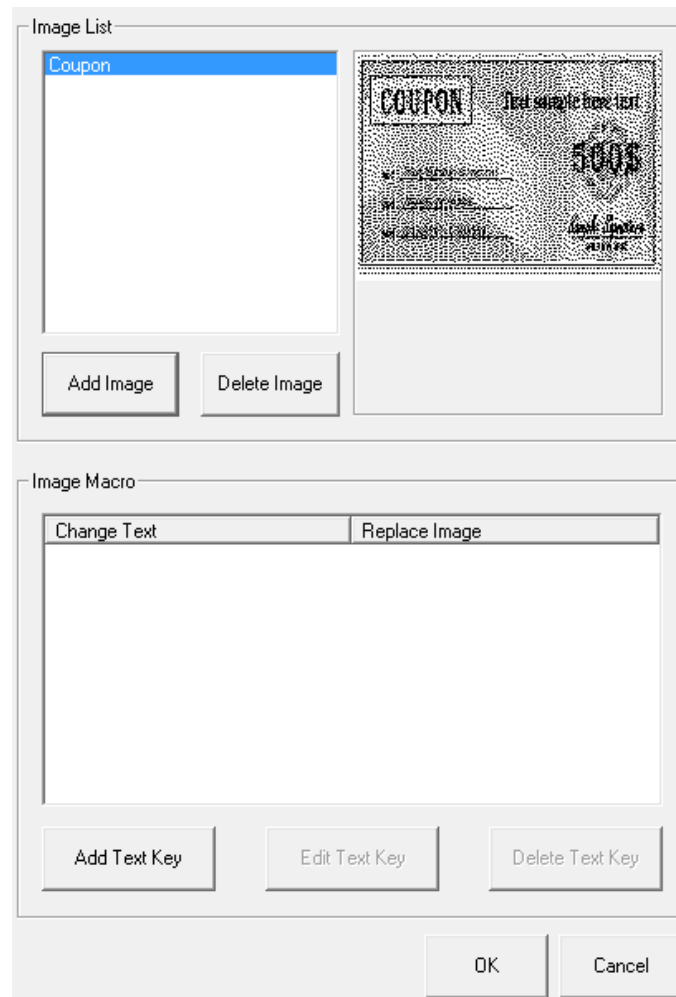 Image List
Coupon
COUPON
500$
Add Image
Delete Image
Image Macro
Change Text
Replace Image
Add Text Key
Edit Text Key
Delete Text Key
OK
Cancel